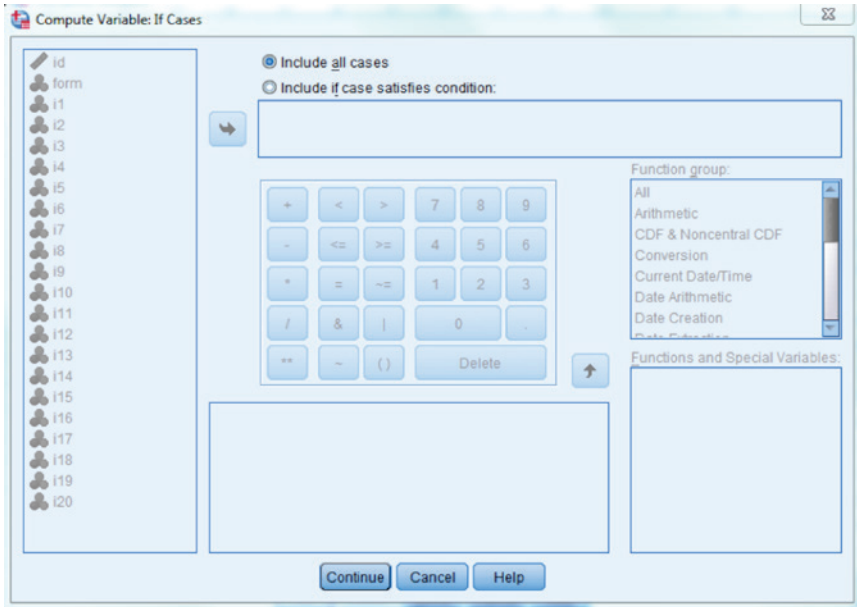 Compute Variable: If Cases
id
form
i1
i2
i3
i4
i5
i6
i7
i8
i9
i10
i11
i12
i13
i14
i15
i16
i17
i18
i19
i20
Include all cases
Include if case satisfies condition:
+ < > 7 8 9
- <= >= 4 5 6
* = ~= 1 2 3
/ & | 0 .
** ~ ( ) Delete
Function group:
All
Arithmetic
CDF & Noncentral CDF
Conversion
Current Date/Time
Date Arithmetic
Date Creation
Date Extraction
Functions and Special Variables:
Continue Cancel Help